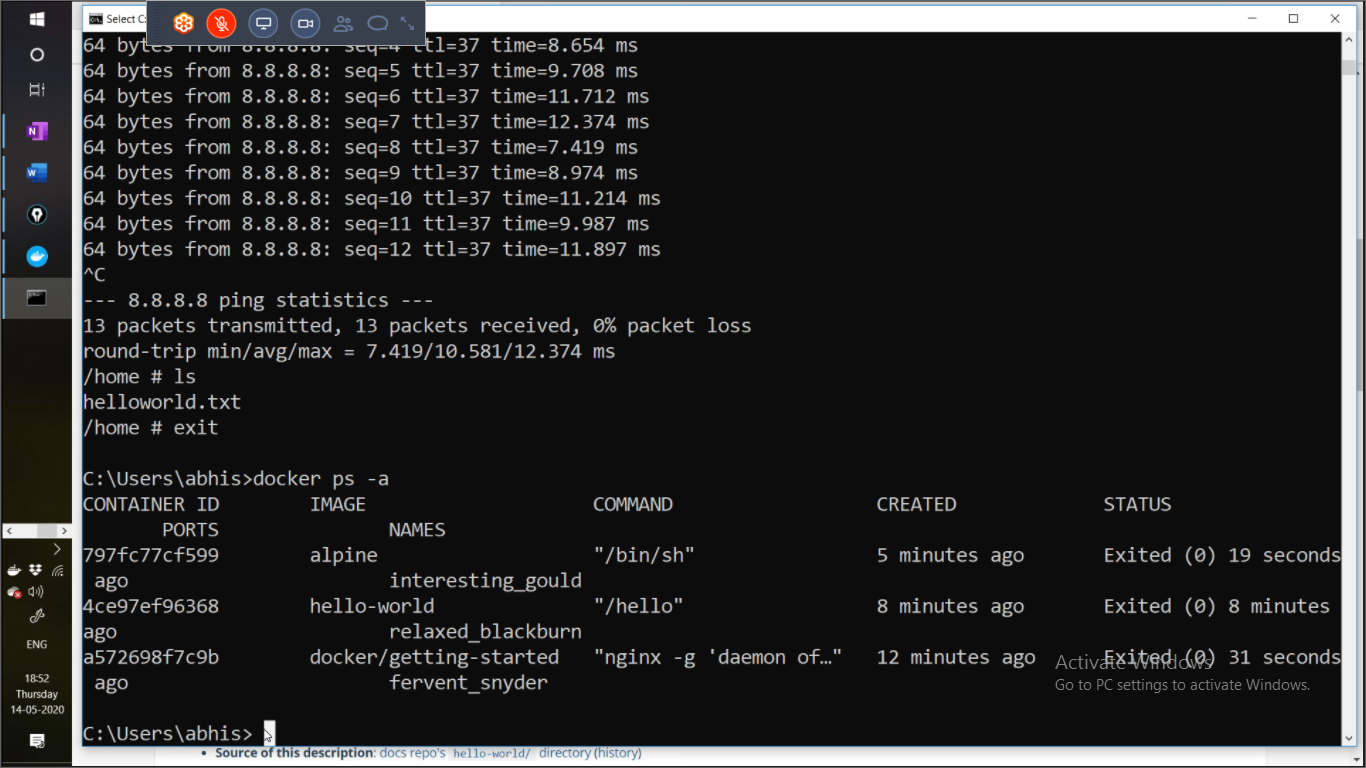 Select C:
64 bytes from 8.8.8.8: seq=4 ttl=37 time=8.654 ms
64 bytes from 8.8.8.8: seq=5 ttl=37 time=9.708 ms
64 bytes from 8.8.8.8: seq=6 ttl=37 time=11.712 ms
64 bytes from 8.8.8.8: seq=7 ttl=37 time=12.374 ms
64 bytes from 8.8.8.8: seq=8 ttl=37 time=7.419 ms
64 bytes from 8.8.8.8: seq=9 ttl=37 time=8.974 ms
64 bytes from 8.8.8.8: seq=10 ttl=37 time=11.214 ms
64 bytes from 8.8.8.8: seq=11 ttl=37 time=9.987 ms
64 bytes from 8.8.8.8: seq=12 ttl=37 time=11.897 ms
^C
--- 8.8.8.8 ping statistics ---
13 packets transmitted, 13 packets received, 0% packet loss
round-trip min/avg/max = 7.419/10.581/12.374 ms
/home # ls
helloworld.txt
/home # exit
C:\Users\abhis>docker ps -a
CONTAINER ID        IMAGE                    COMMAND                  CREATED             STATUS
       PORTS               NAMES
797fc77cf599        alpine                   "/bin/sh"                5 minutes ago       Exited (0) 19 seconds
 ago                       interesting_gould
4ce97ef96368        hello-world              "/hello"                 8 minutes ago       Exited (0) 8 minutes
ago                        relaxed_blackburn
a572698f7c9b        docker/getting-started   "nginx -g 'daemon of…"   12 minutes ago      Exited (0) 31 seconds
 ago                       fervent_snyder
C:\Users\abhis>
Activate Windows
Go to PC settings to activate Windows.
• Source of this description: docs repo's hello-world/ directory (history)
ENG
18:52
Thursday
14-05-2020